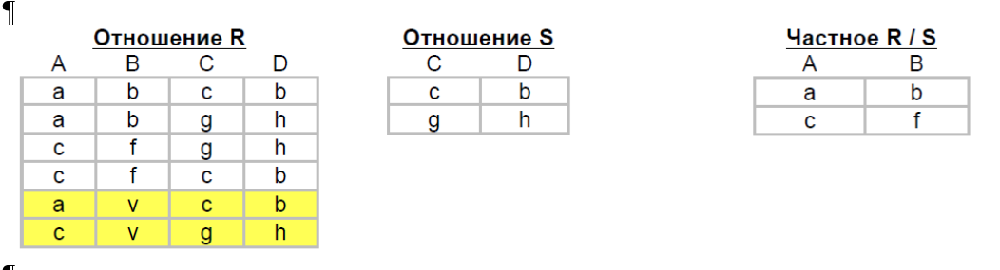 ¶
Отношение R Отношение S Частное R / S
A B C D C D A B
a b c b c b a b
a b g h g h c f
c f g h
c f c b
a v c b
c v g h
¶